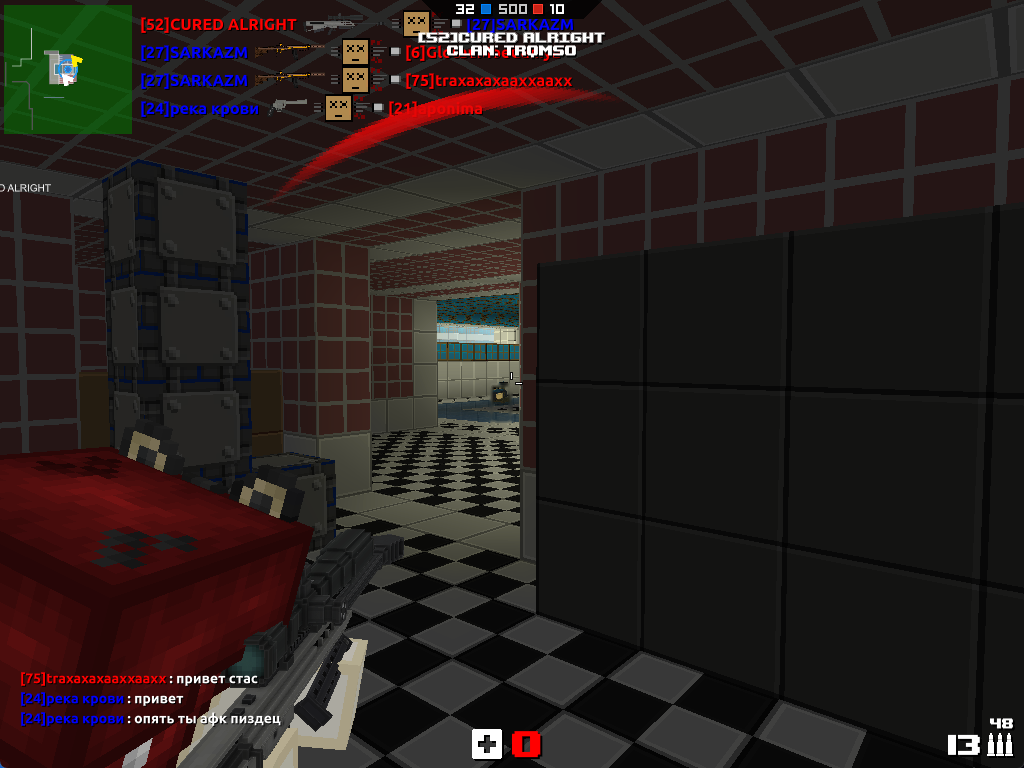 32 500 10
[52]CURED ALRIGHT [27]SARKAZM
[52]CURED ALRIGHT
CLAN: TRQMSO
[27]SARKAZM
[27]SARKAZM [75]traxaxaxaaxxaaxx
[24]река крови
D ALRIGHT
[75]traxaxaxaaxxaaxx : привет стас
[24]река крови : привет
[24]река крови : опять ты афк пиздец
0
48
13